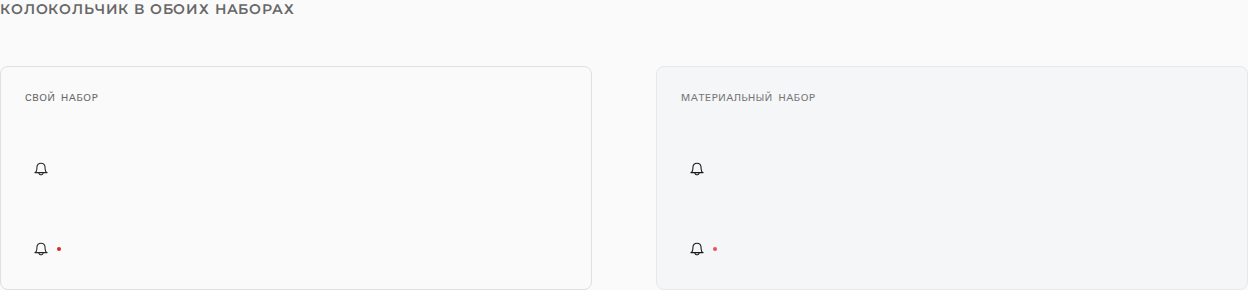 КОЛОКОЛЬЧИК В ОБОИХ НАБОРАХ
СВОЙ НАБОР
МАТЕРИАЛЬНЫЙ НАБОР